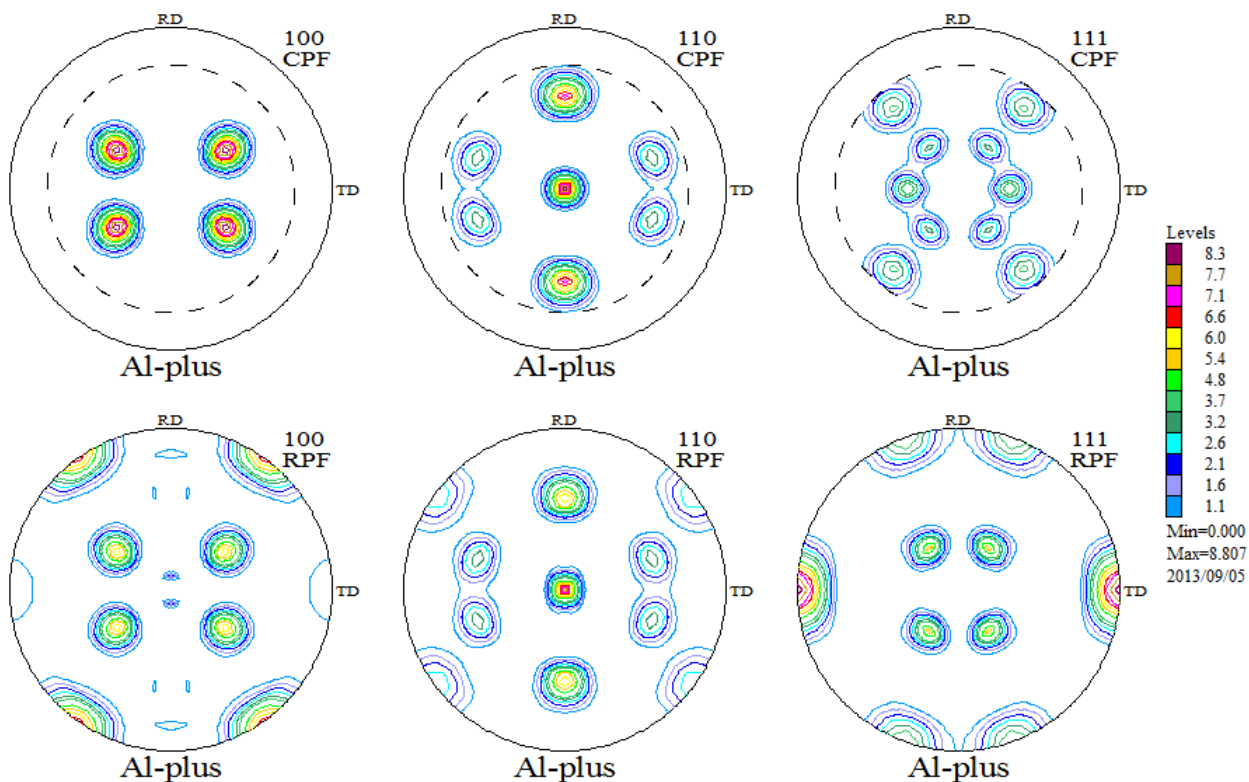 RD
100
CPF
TD
Al-plus
RD
110
CPF
TD
Al-plus
111
CPF
TD
Al-plus
Levels
8.3
7.7
7.1
6.6
6.0
5.4
4.8
3.7
3.2
2.6
2.1
1.6
1.1
Min=0.000
Max=8.807
2013/09/05
RD
100
RPF
TD
Al-plus
RD
110
RPF
TD
Al-plus
RD
111
RPF
TD
Al-plus